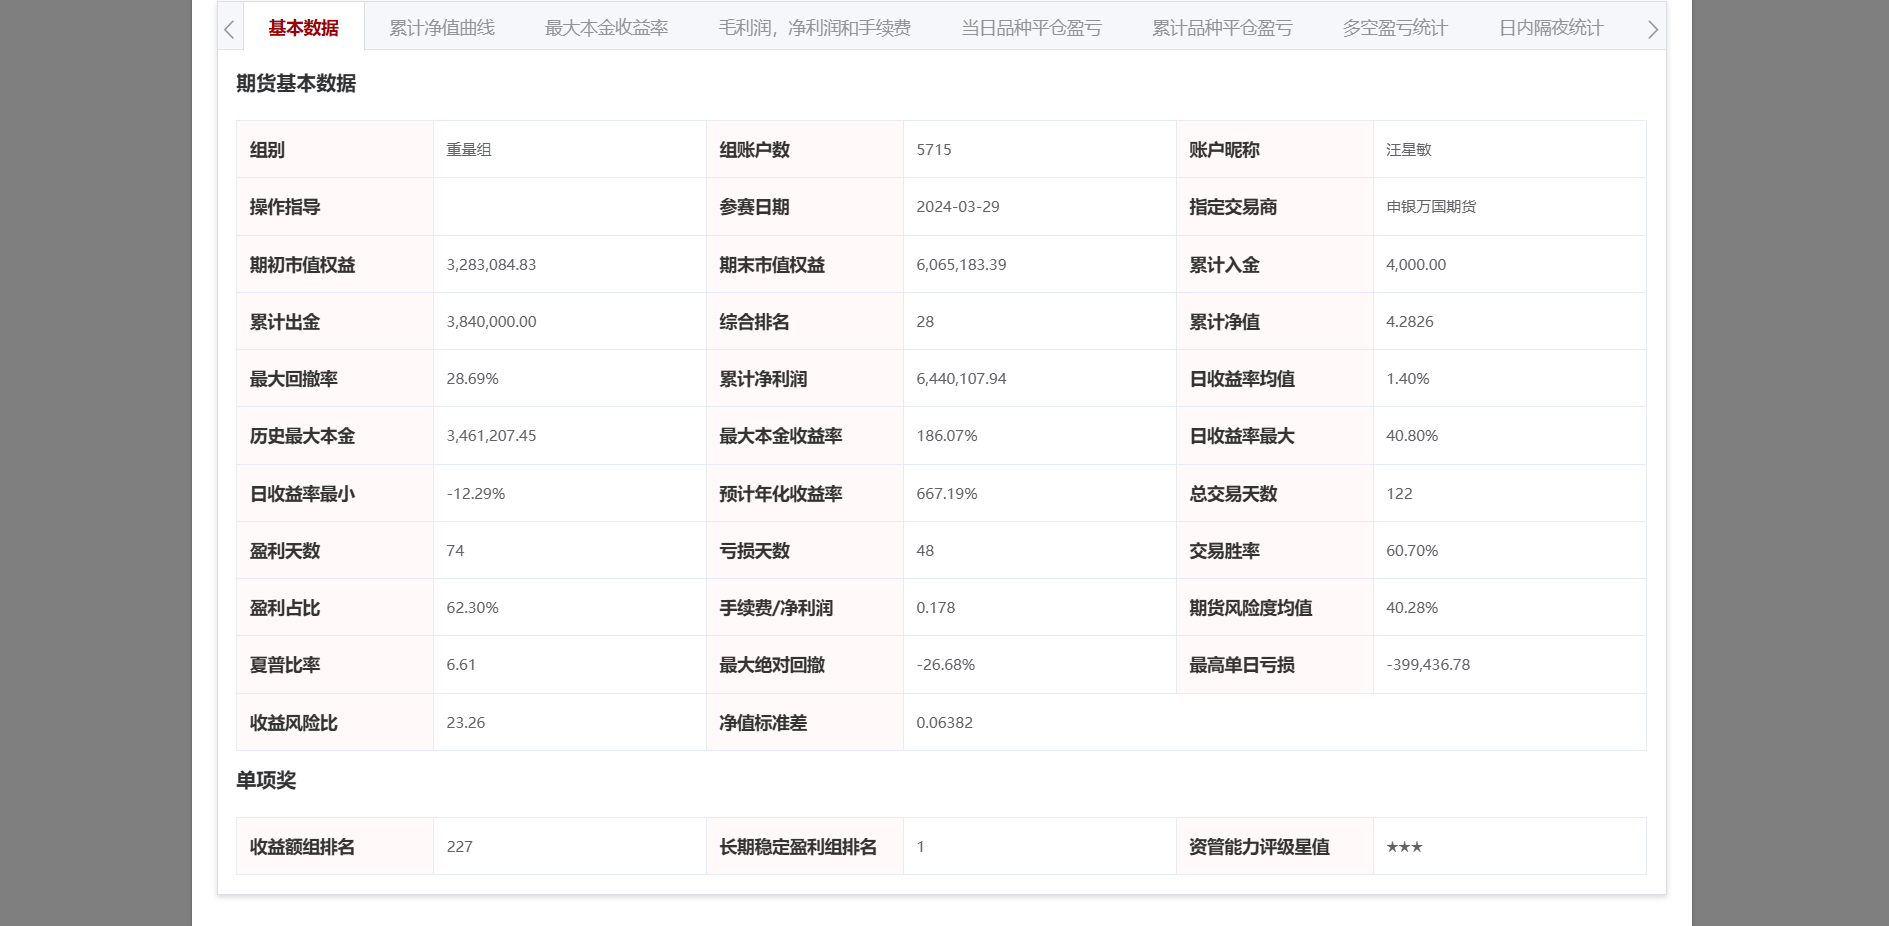 基本数据 累计净值曲线 最大本金收益率 毛利润，净利润和手续费 当日品种平仓盈亏 累计品种平仓盈亏 多空盈亏统计 日内隔夜统计
期货基本数据
组别 重量组 组账户数 5715 账户昵称 汪星敏
操作指导 参赛日期 2024-03-29 指定交易商 申银万国期货
期初市值权益 3,283,084.83 期末市值权益 6,065,183.39 累计入金 4,000.00
累计出金 3,840,000.00 综合排名 28 累计净值 4.2826
最大回撤率 28.69% 累计净利润 6,440,107.94 日收益率均值 1.40%
历史最大本金 3,461,207.45 最大本金收益率 186.07% 日收益率最大 40.80%
日收益率最小 -12.29% 预计年化收益率 667.19% 总交易天数 122
盈利天数 74 亏损天数 48 交易胜率 60.70%
盈利占比 62.30% 手续费/净利润 0.178 期货风险度均值 40.28%
夏普比率 6.61 最大绝对回撤 -26.68% 最高单日亏损 -399,436.78
收益风险比 23.26 净值标准差 0.06382
单项奖
收益额组排名 227 长期稳定盈利组排名 1 资管能力评级星值 ★★★